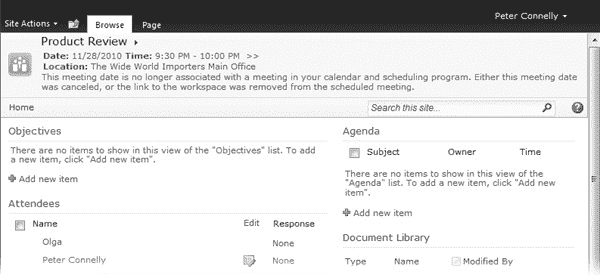 Site Actions Browse Page Peter Connelly
Product Review
Date: 11/28/2010 Time: 9:30 PM - 10:00 PM >>
Location: The Wide World Importers Main Office
This meeting date is no longer associated with a meeting in your calendar and scheduling program. Either this meeting date
was canceled, or the link to the workspace was removed from the scheduled meeting.
Home Search this site...
Objectives
There are no items to show in this view of the "Objectives" list. To add
a new item, click "Add new item".
Add new item
Attendees
Name Edit Response
Olga None
Peter Connelly None
Agenda
Subject Owner Time
There are no items to show in this view of the
"Agenda" list. To add a new item, click "Add new
item".
Add new item
Document Library
Type Name Modified By